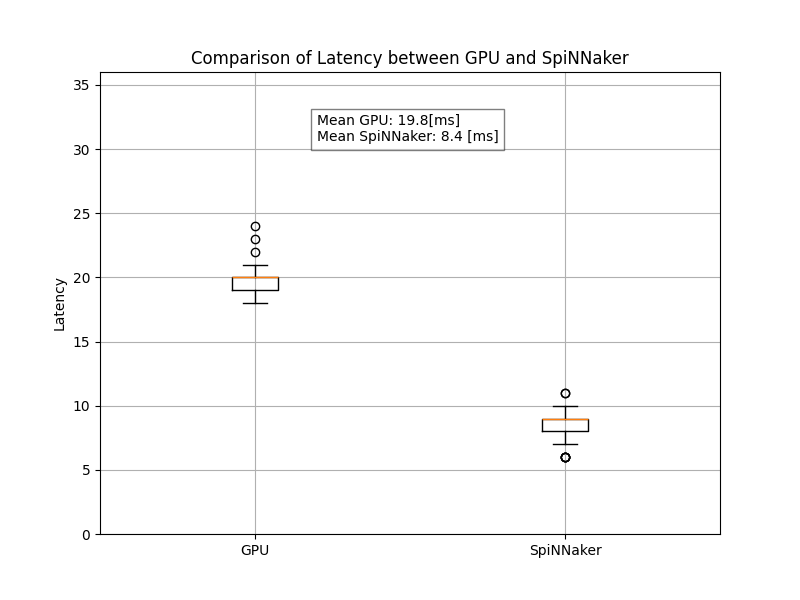 Comparison of Latency between GPU and SpiNNaker
35
Mean GPU: 19.8[ms]
Mean SpiNNaker: 8.4 [ms]
30
25
20
Latency
15
10
5
0
GPU
SpiNNaker